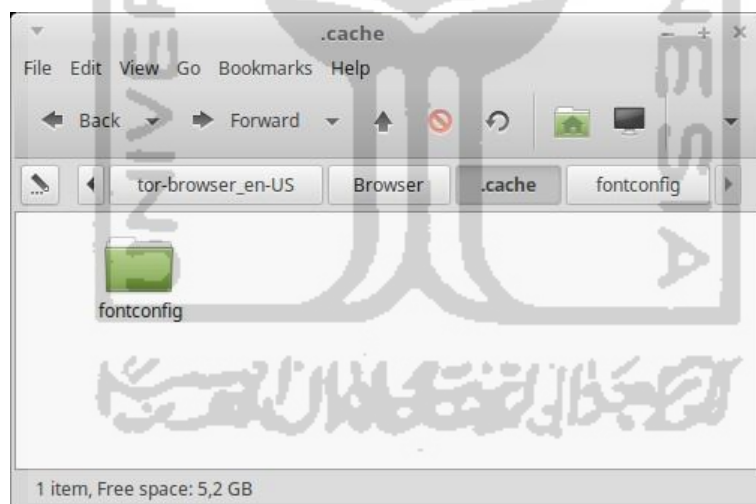 .cache
File Edit View Go Bookmarks Help
Back Forward
tor-browser_en-US Browser .cache fontconfig
fontconfig
1 item, Free space: 5,2 GB